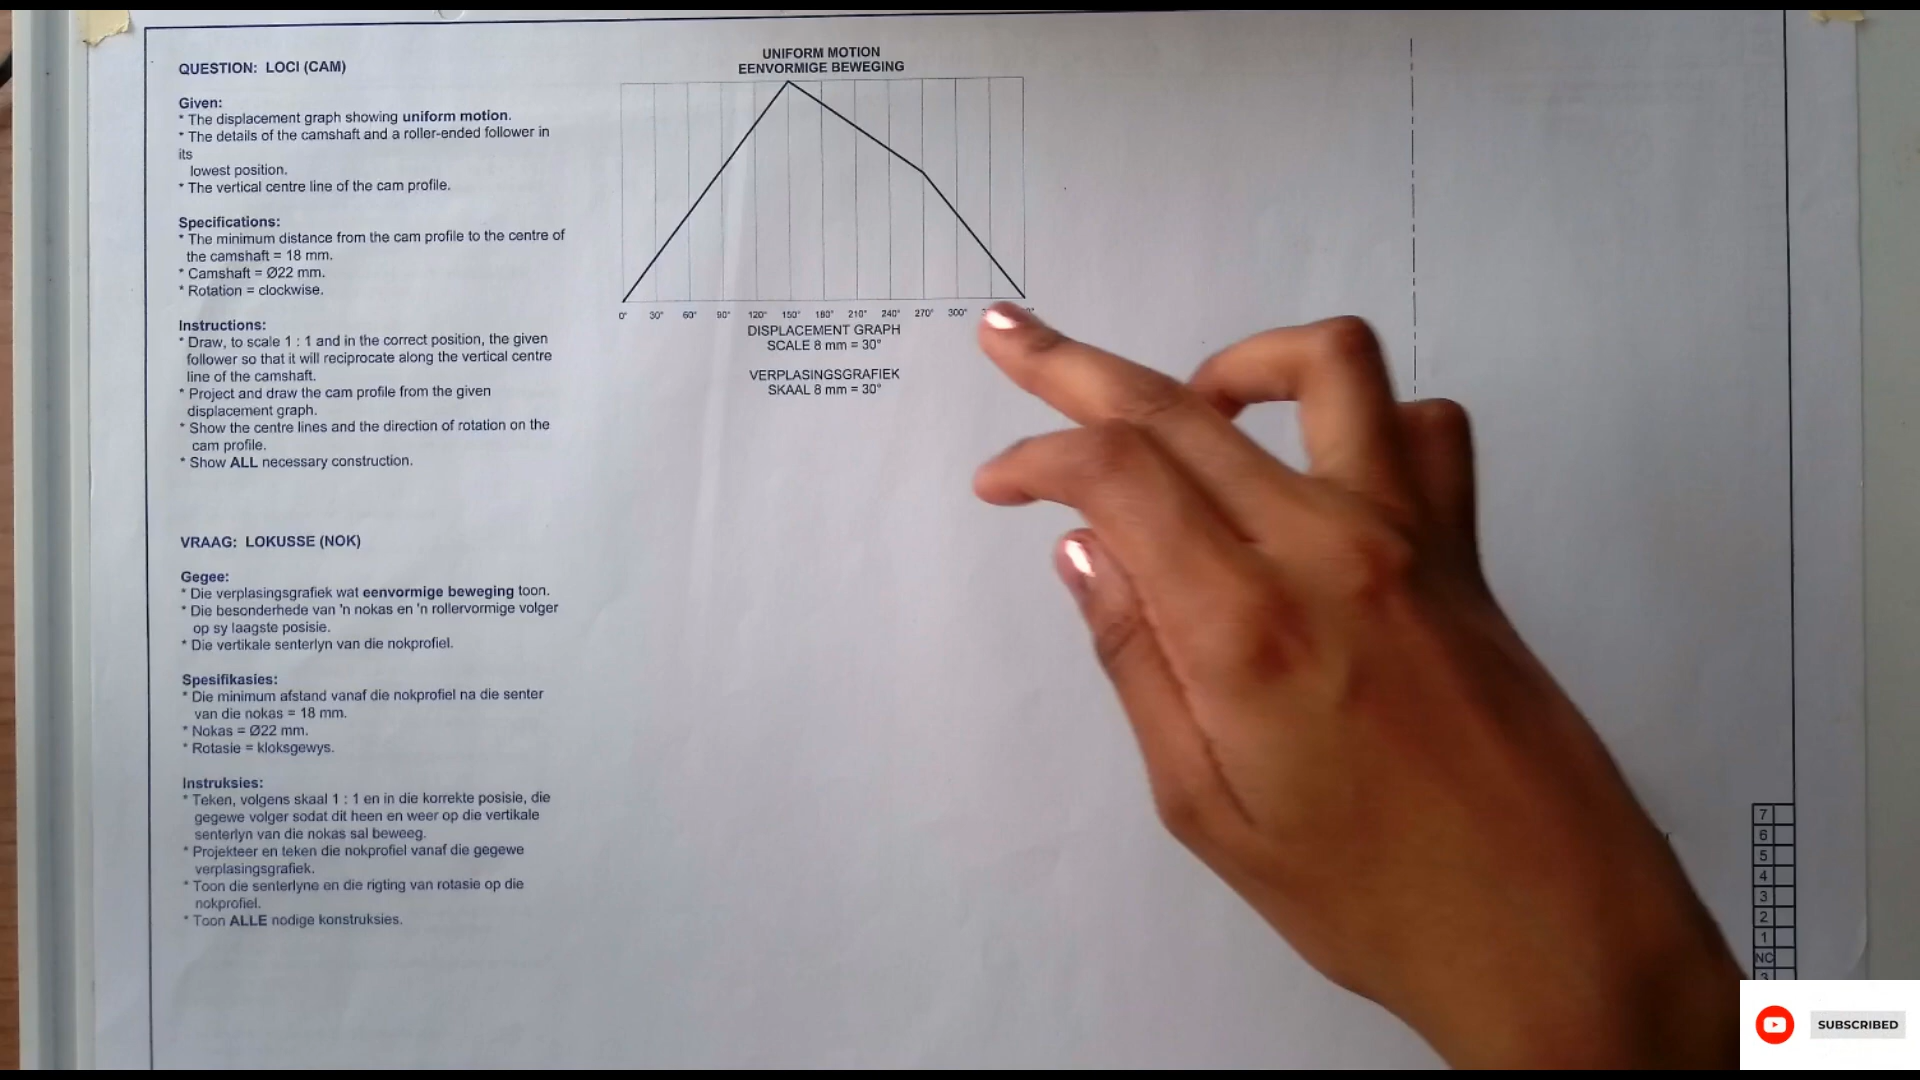 QUESTION: LOCI (CAM)
Given:
* The displacement graph showing uniform motion.
* The details of the camshaft and a roller-ended follower in
its
lowest position.
* The vertical centre line of the cam profile.
Specifications:
* The minimum distance from the cam profile to the centre of
the camshaft = 18 mm.
* Camshaft = Ø22 mm.
* Rotation = clockwise.
Instructions:
* Draw, to scale 1 : 1 and in the correct position, the given
follower so that it will reciprocate along the vertical centre
line of the camshaft.
* Project and draw the cam profile from the given
displacement graph.
* Show the centre lines and the direction of rotation on the
cam profile.
* Show ALL necessary construction.
VRAAG: LOKUSSE (NOK)
Gegee:
* Die verplasingsgrafiek wat eenvormige beweging toon.
* Die besonderhede van 'n nokas en 'n rollervormige volger
op sy laagste posisie.
* Die vertikale senterlyn van die nokprofiel.
Spesifikasies:
* Die minimum afstand vanaf die nokprofiel na die senter
van die nokas = 18 mm.
* Nokas = Ø22 mm.
* Rotasie = kloksgewys.
Instruksies:
* Teken, volgens skaal 1 : 1 en in die korrekte posisie, die
gegewe volger sodat dit heen en weer op die vertikale
senterlyn van die nokas sal beweeg.
* Projekteer en teken die nokprofiel vanaf die gegewe
verplasingsgrafiek.
* Toon die senterlyne en die rigting van rotasie op die
nokprofiel.
* Toon ALLE nodige konstruksies.
UNIFORM MOTION
EENVORMIGE BEWEGING
0° 30° 60° 90° 120° 150° 180° 210° 240° 270° 300°
DISPLACEMENT GRAPH
SCALE 8 mm = 30°
VERPLASINGSGRAFIEK
SKAAL 8 mm = 30°
7
6
5
4
3
2
1
NC
SUBSCRIBED